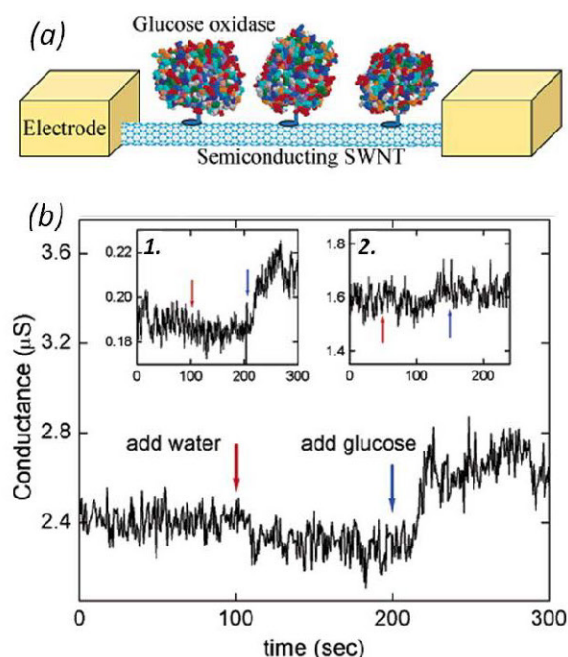 (a)
Glucose oxidase
Electrode
Semiconducting SWNT
(b)
3.6
3.2
2.8
2.4
Conductance (μS)
0.22
0.20
0.18
1.
0 100 200 300
1.8
1.6
1.4
2.
0 100 200
add water
add glucose
0 100 200 300
time (sec)